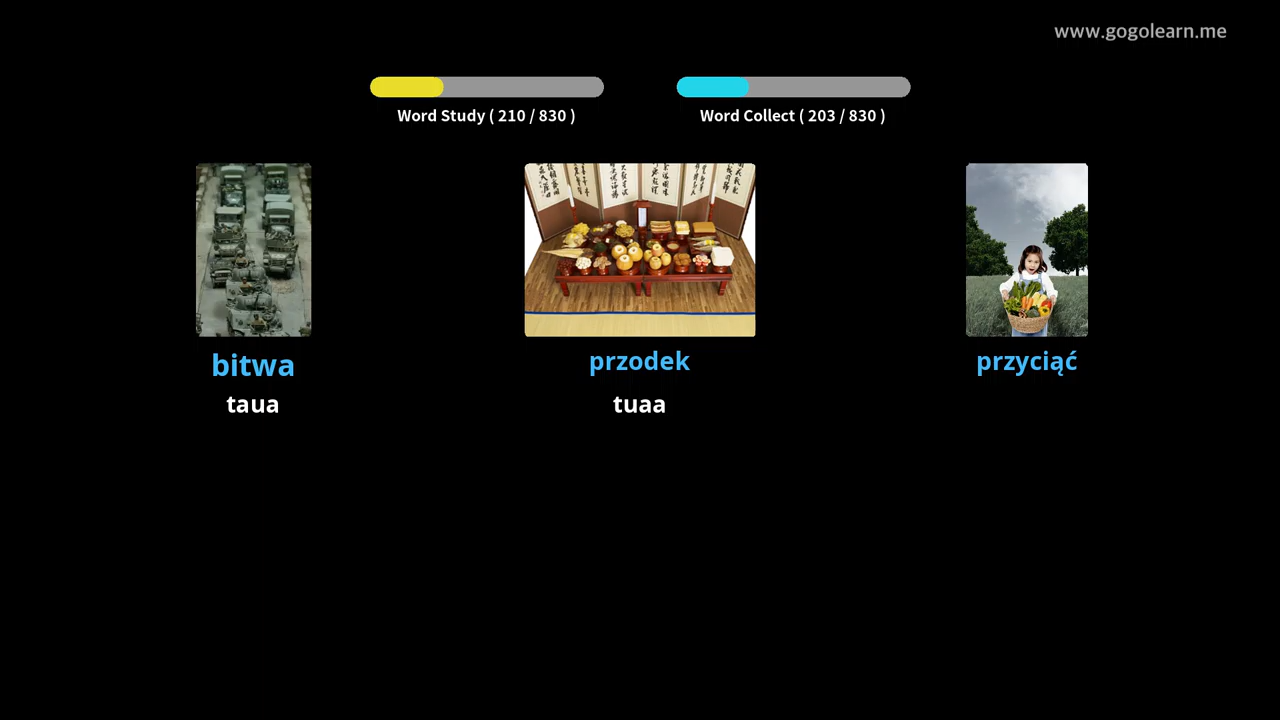 www.gogolearn.me
Word Study ( 210 / 830 )
Word Collect ( 203 / 830 )
bitwa
przodek
przyciąć
taua
tuaa